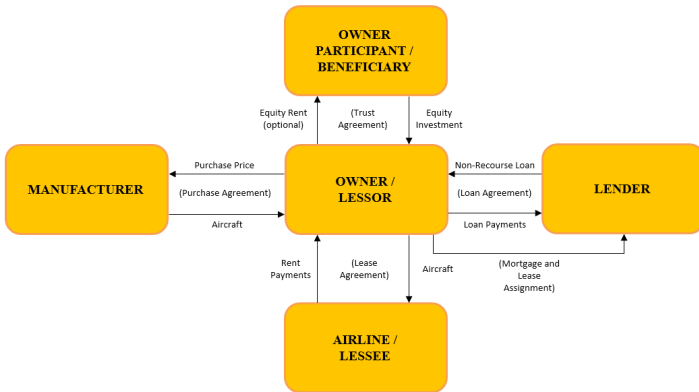 OWNER
PARTICIPANT /
BENEFICIARY
Equity Rent
(optional)
(Trust
Agreement)
Equity
Investment
MANUFACTURER
Purchase Price
(Purchase Agreement)
Aircraft
OWNER /
LESSOR
Non-Recourse Loan
(Loan Agreement)
Loan Payments
LENDER
Rent
Payments
(Lease
Agreement)
Aircraft
(Mortgage and
Lease
Assignment)
AIRLINE /
LESSEE